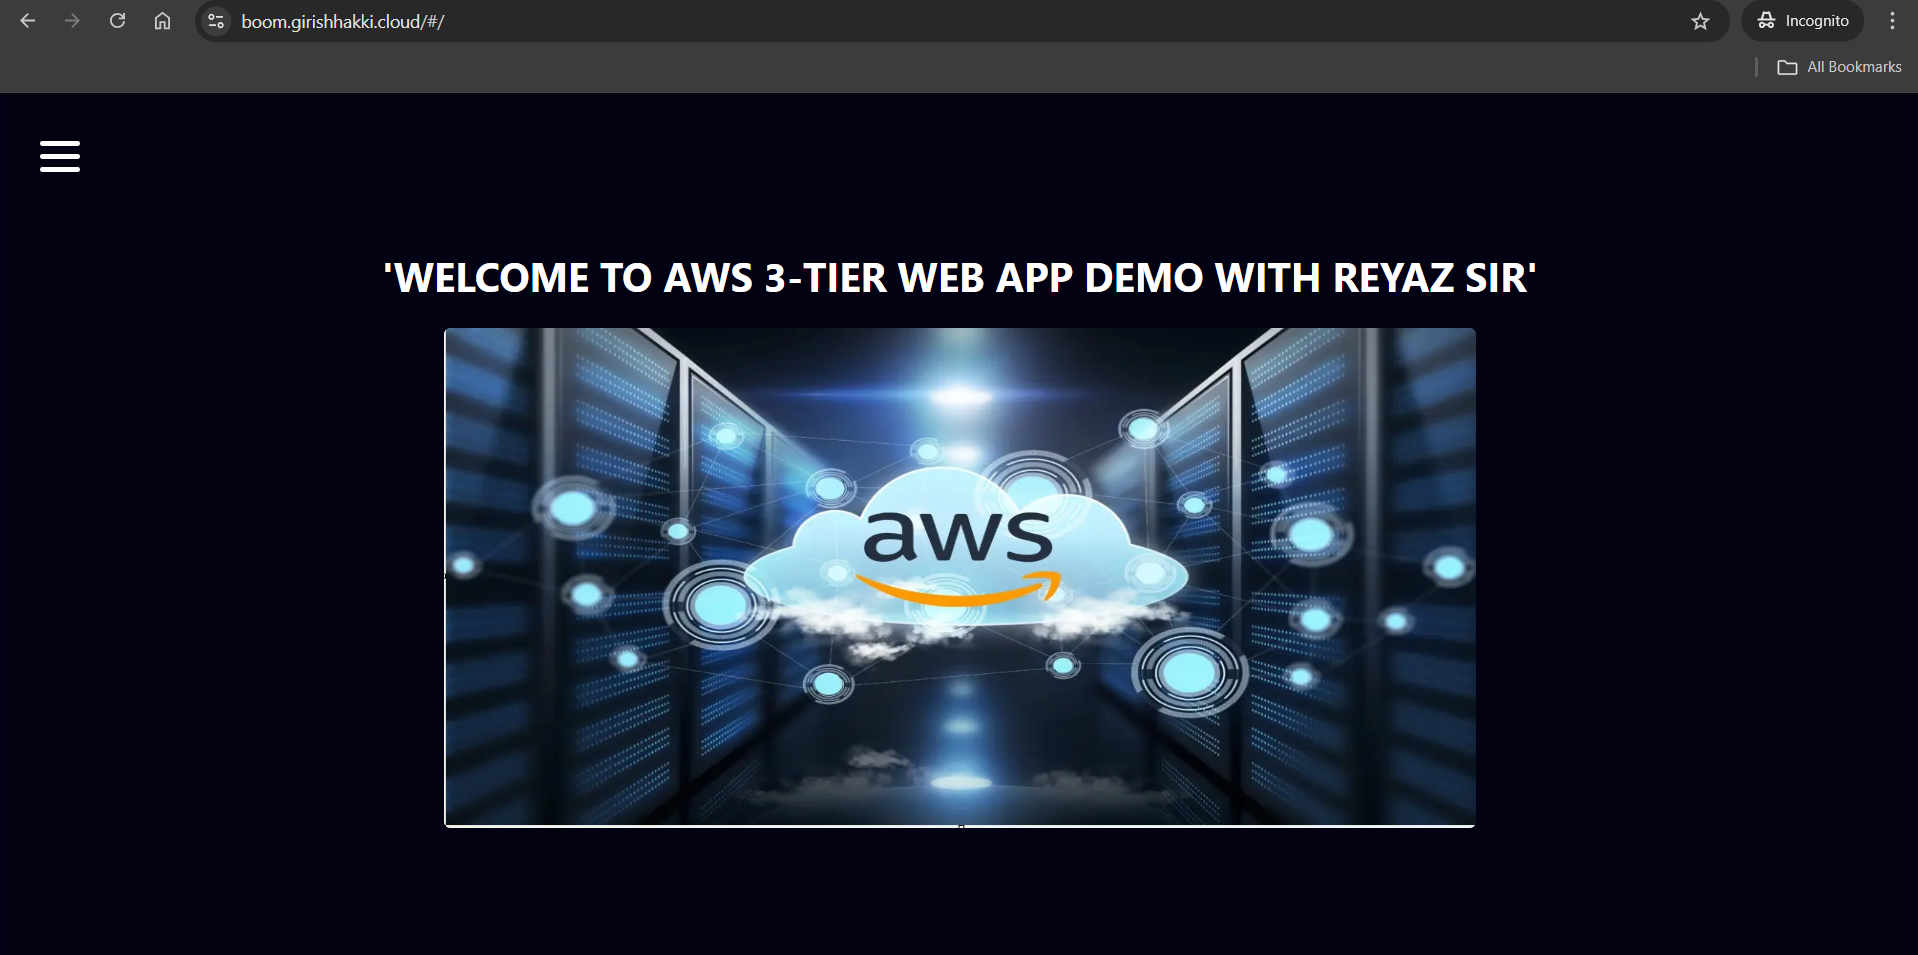 boom.girishhakki.cloud/#/
Incognito
All Bookmarks
'WELCOME TO AWS 3-TIER WEB APP DEMO WITH REYAZ SIR'
aws